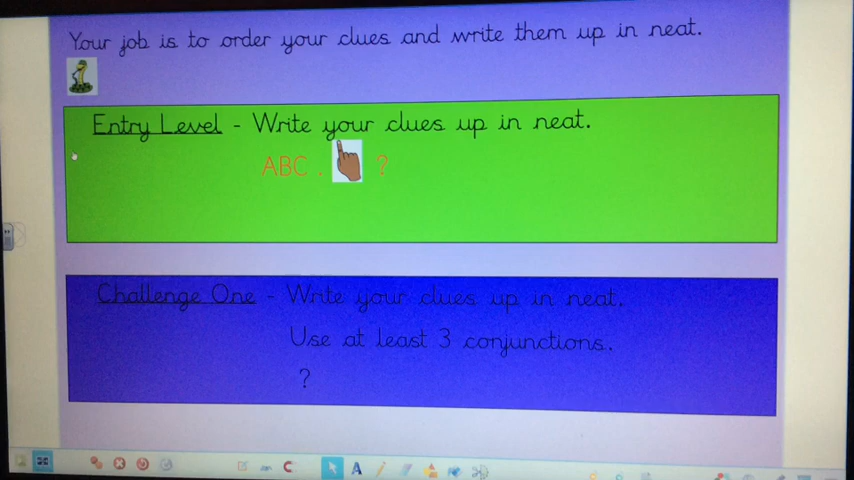 Your job is to order your clues and write them up in neat.
Entry Level - Write your clues up in neat.
ABC . ?
Challenge One - Write your clues up in neat.
Use at least 3 conjunctions.
?